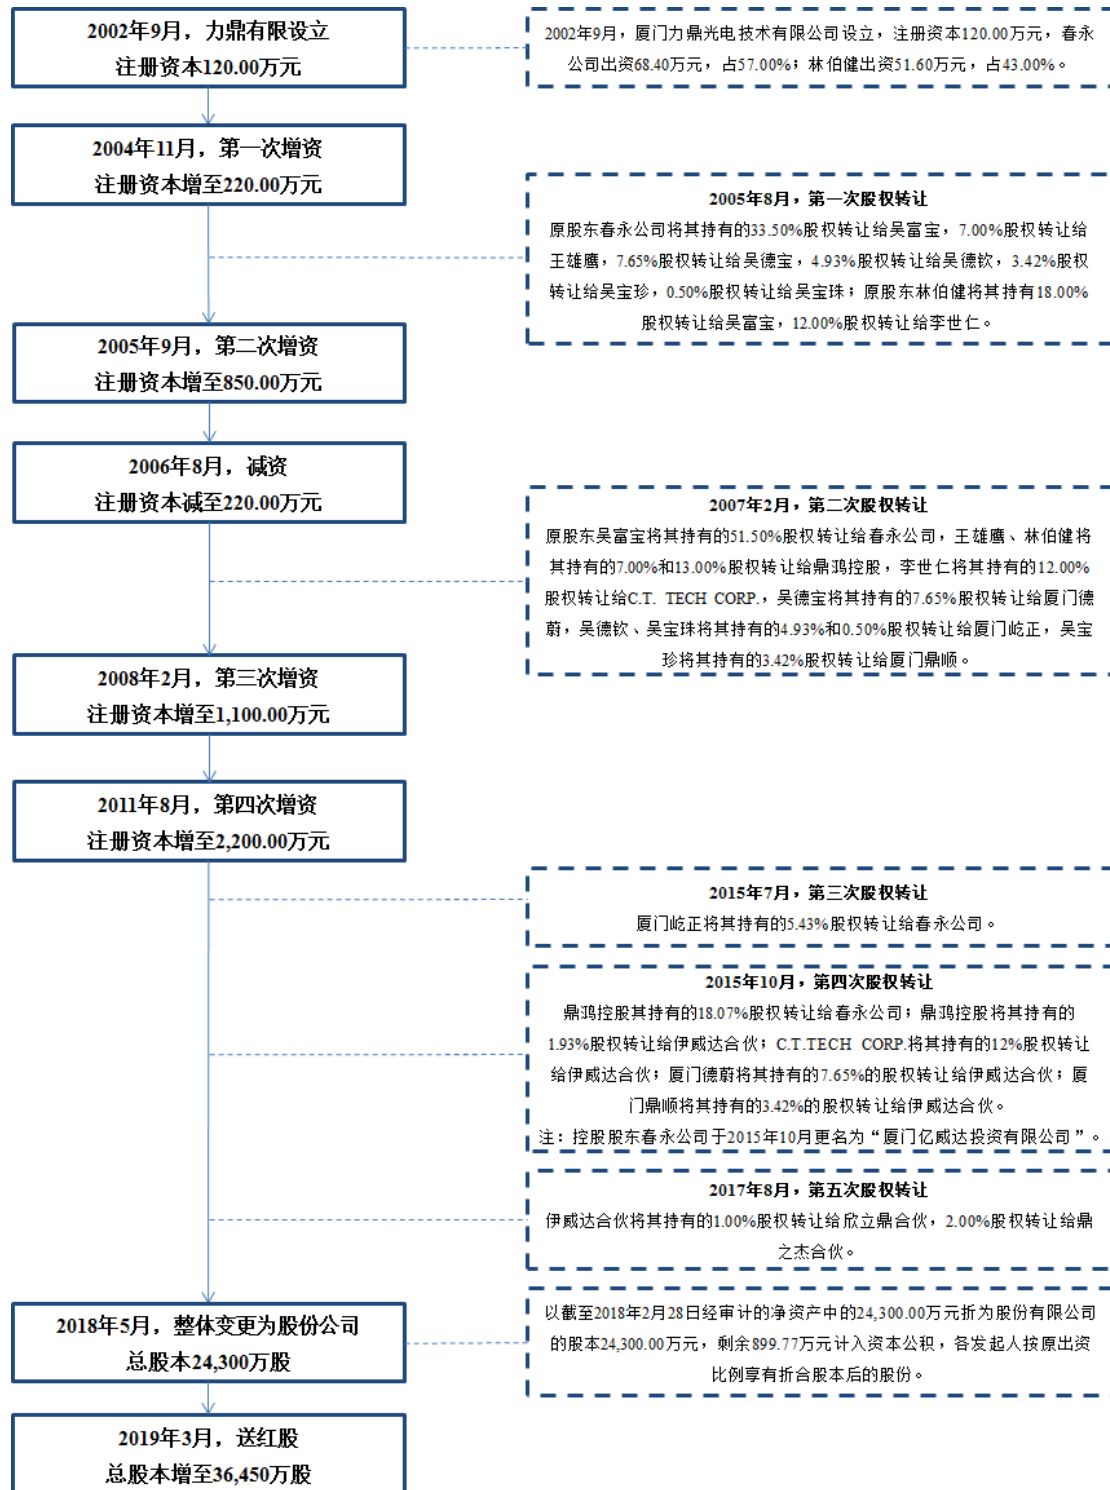 2002年9月，力鼎有限设立
注册资本120.00万元
2002年9月，厦门力鼎光电技术有限公司设立，注册资本120.00万元，春永
公司出资68.40万元，占57.00%；林伯健出资51.60万元，占43.00%。
2004年11月，第一次增资
注册资本增至220.00万元
2005年8月，第一次股权转让
原股东春永公司将其持有的33.50%股权转让给吴富宝，7.00%股权转让给
王雄鹰，7.65%股权转让给吴德宝，4.93%股权转让给吴德钦，3.42%股权
转让给吴宝珍，0.50%股权转让给吴宝珠；原股东林伯健将其持有18.00%
股权转让给吴富宝，12.00%股权转让给李世仁。
2005年9月，第二次增资
注册资本增至850.00万元
2006年8月，减资
注册资本减至220.00万元
2007年2月，第二次股权转让
原股东吴富宝将其持有的51.50%股权转让给春永公司，王雄鹰、林伯健将
其持有的7.00%和13.00%股权转让给鼎鸿控股，李世仁将其持有的12.00%
股权转让给C.T. TECH CORP.，吴德宝将其持有的7.65%股权转让给厦门德
蔚，吴德钦、吴宝珠将其持有的4.93%和0.50%股权转让给厦门屹正，吴宝
珍将其持有的3.42%股权转让给厦门鼎顺。
2008年2月，第三次增资
注册资本增至1,100.00万元
2011年8月，第四次增资
注册资本增至2,200.00万元
2015年7月，第三次股权转让
厦门屹正将其持有的5.43%股权转让给春永公司。
2015年10月，第四次股权转让
鼎鸿控股其持有的18.07%股权转让给春永公司；鼎鸿控股将其持有的
1.93%股权转让给伊威达合伙；C.T.TECH CORP.将其持有的12%股权转让
给伊威达合伙；厦门德蔚将其持有的7.65%的股权转让给伊威达合伙；厦
门鼎顺将其持有的3.42%的股权转让给伊威达合伙。
注：控股股东春永公司于2015年10月更名为“厦门亿威达投资有限公司”。
2017年8月，第五次股权转让
伊威达合伙将其持有的1.00%股权转让给欣立鼎合伙，2.00%股权转让给鼎
之杰合伙。
2018年5月，整体变更为股份公司
总股本24,300万股
以截至2018年2月28日经审计的净资产中的24,300.00万元折为股份有限公司
的股本24,300.00万元，剩余899.77万元计入资本公积，各发起人按原出资
比例享有折合股本后的股份。
2019年3月，送红股
总股本增至36,450万股